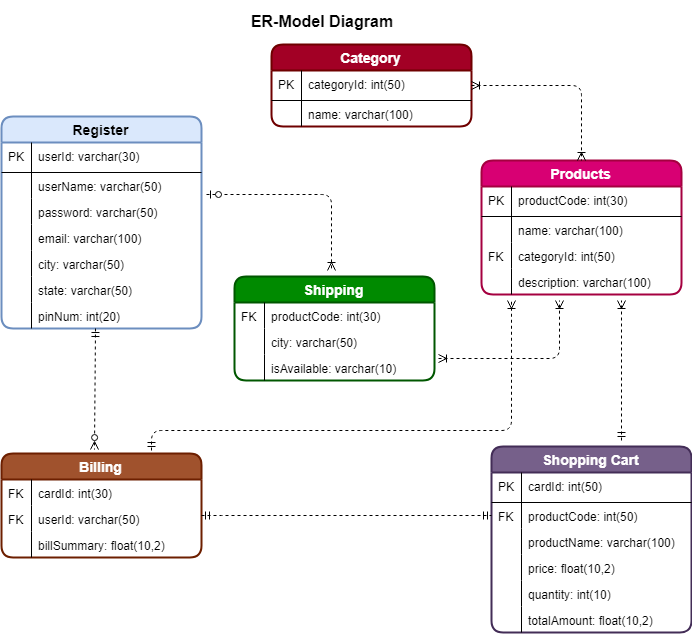 ER-Model Diagram
Category
PK categoryId: int(50)
name: varchar(100)
Register
PK userId: varchar(30)
userName: varchar(50)
password: varchar(50)
email: varchar(100)
city: varchar(50)
state: varchar(50)
pinNum: int(20)
Products
PK productCode: int(30)
name: varchar(100)
FK categoryId: int(50)
description: varchar(100)
Shipping
FK productCode: int(30)
city: varchar(50)
isAvailable: varchar(10)
Billing
FK cardId: int(30)
FK userId: varchar(50)
billSummary: float(10,2)
Shopping Cart
PK cardId: int(50)
FK productCode: int(50)
productName: varchar(100)
price: float(10,2)
quantity: int(10)
totalAmount: float(10,2)